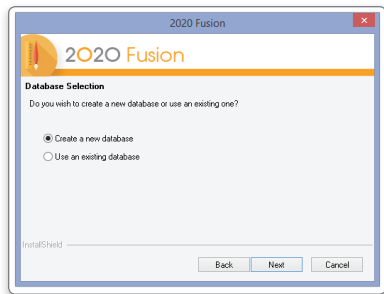 2020 Fusion
2020 Fusion
Database Selection
Do you wish to create a new database or use an existing one?
Create a new database
Use an existing database
InstallShield
Back
Next
Cancel